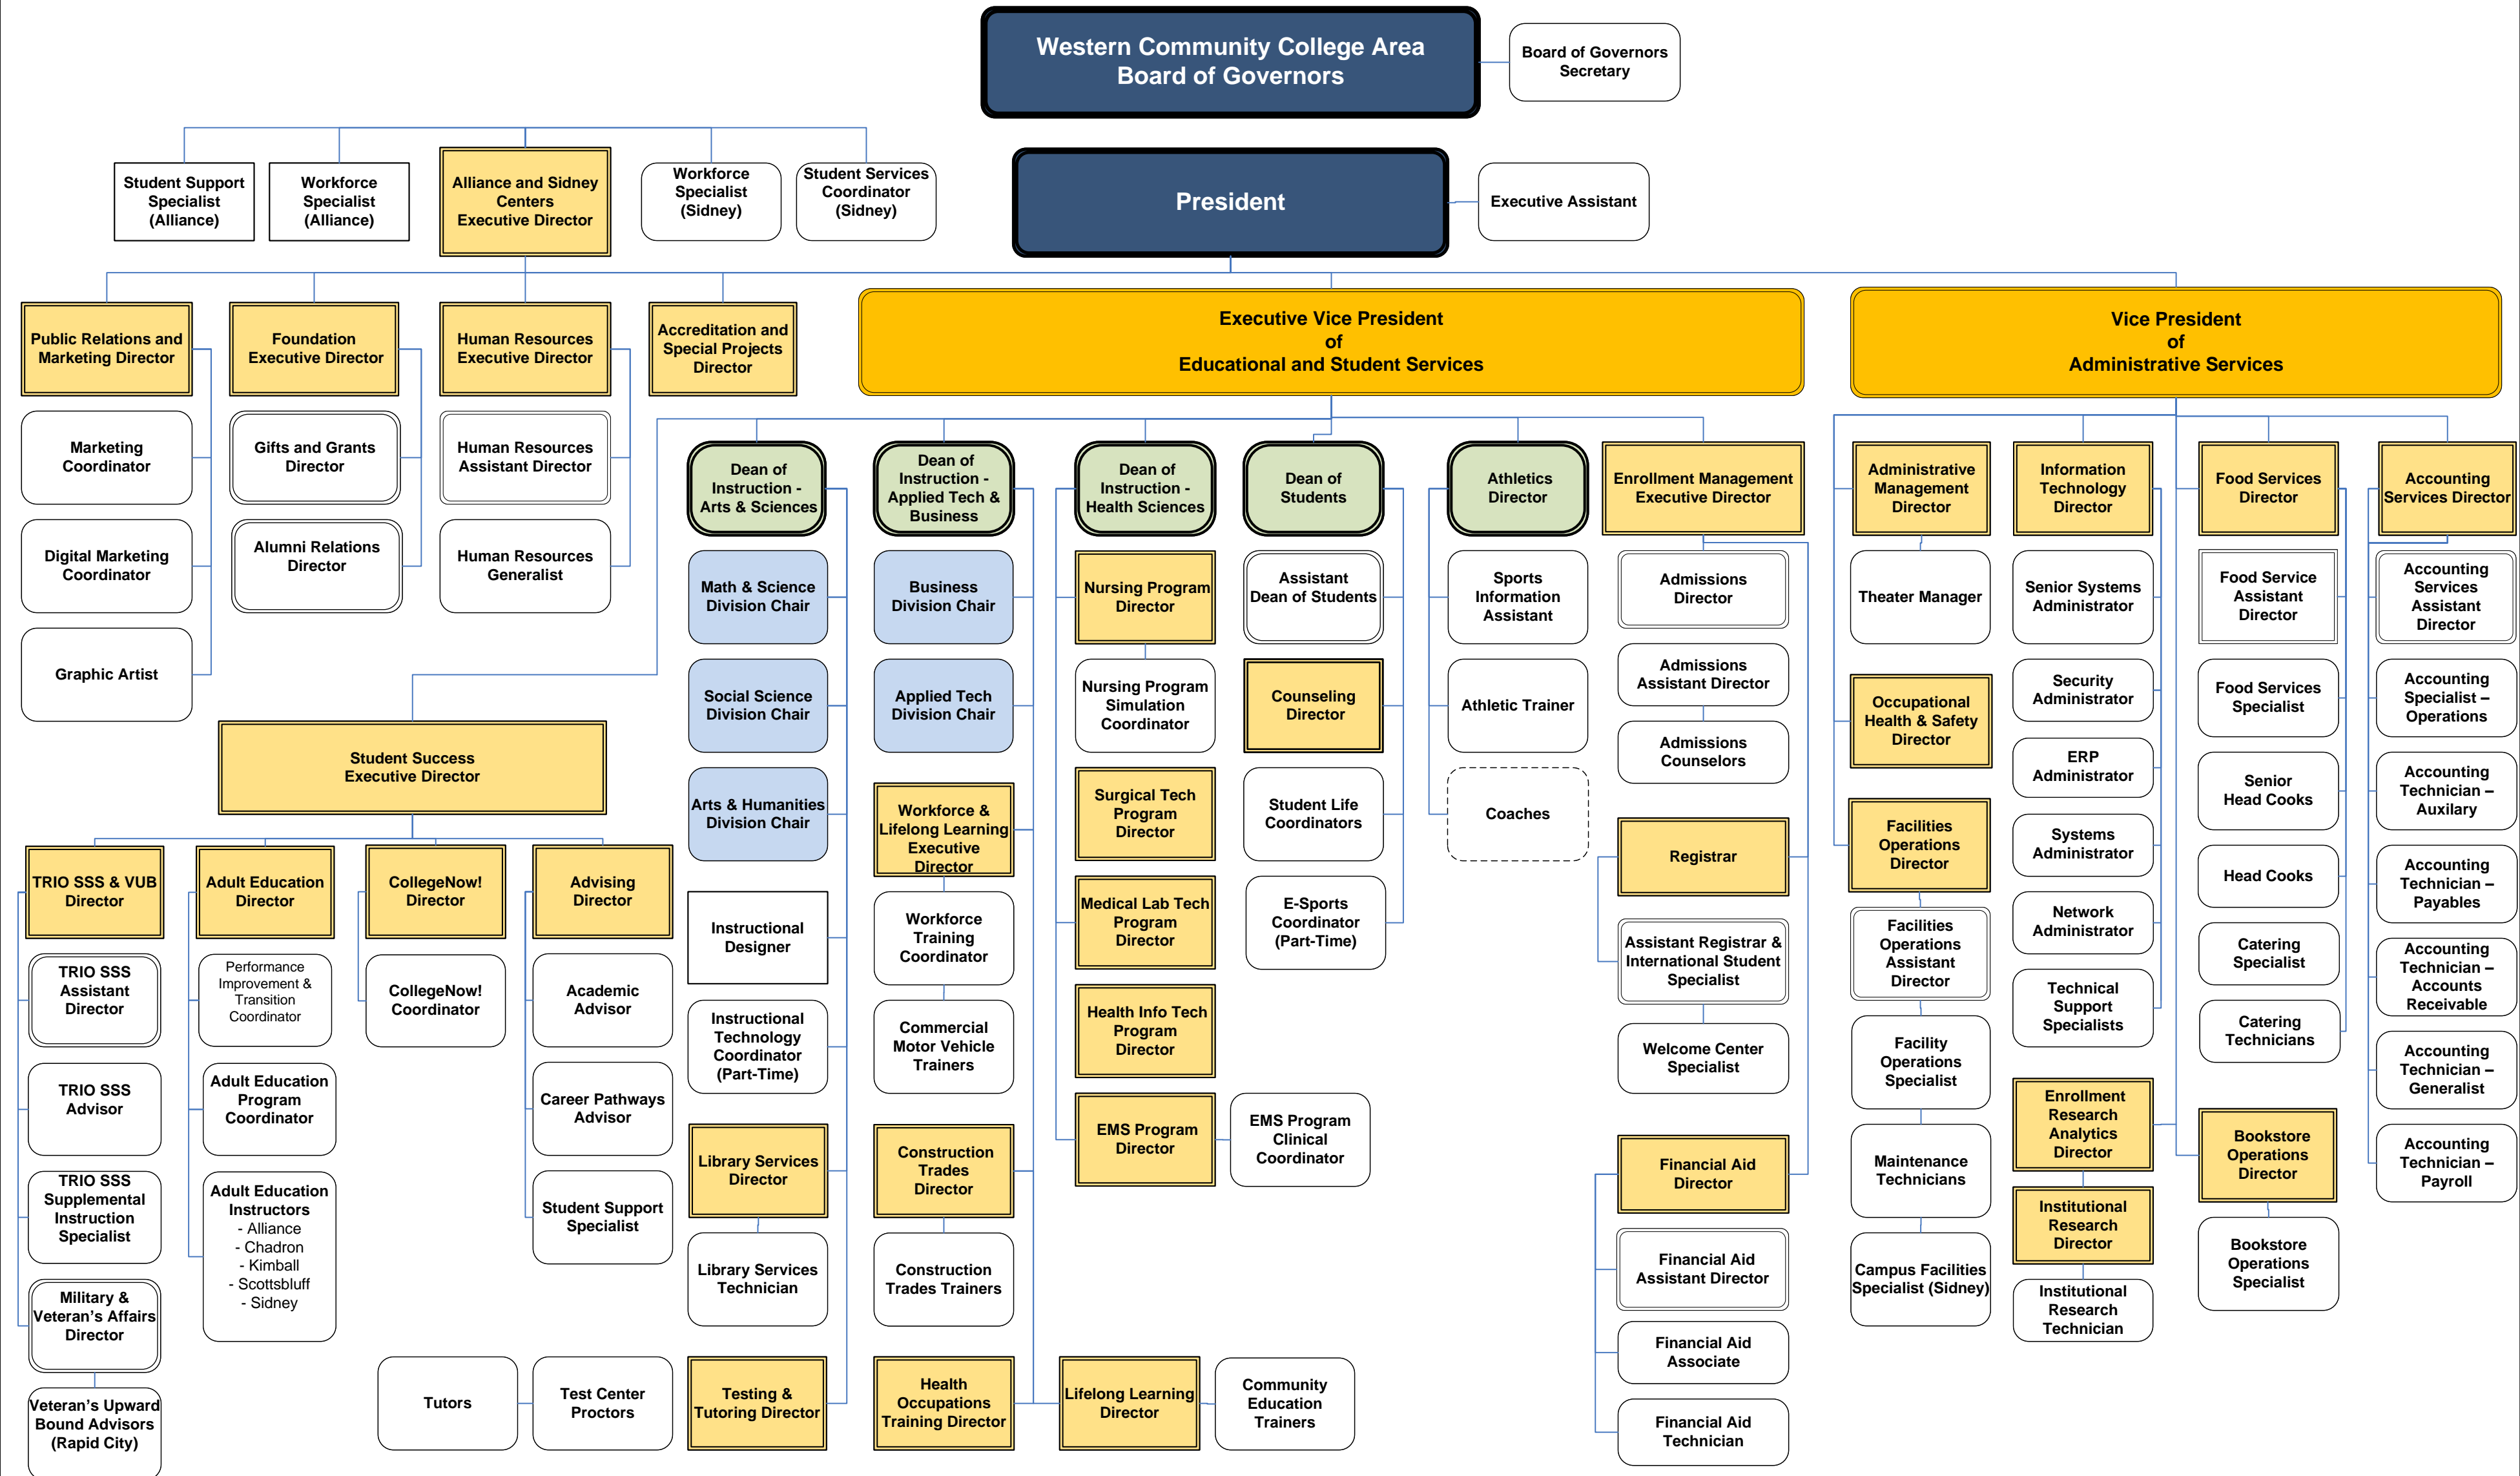 Western Community College Area
Board of Governors
Board of Governors
Secretary
Student Support
Specialist
(Alliance)
Workforce
Specialist
(Alliance)
Alliance and Sidney
Centers
Executive Director
Workforce
Specialist
(Sidney)
Student Services
Coordinator
(Sidney)
President
Executive Assistant
Public Relations and
Marketing Director
Foundation
Executive Director
Human Resources
Executive Director
Accreditation and
Special Projects
Director
Executive Vice President
of
Educational and Student Services
Vice President
of
Administrative Services
Marketing
Coordinator
Digital Marketing
Coordinator
Graphic Artist
Gifts and Grants
Director
Alumni Relations
Director
Human Resources
Assistant Director
Human Resources
Generalist
Student Success
Executive Director
TRIO SSS & VUB
Director
TRIO SSS
Assistant
Director
TRIO SSS
Advisor
TRIO SSS
Supplemental
Instruction
Specialist
Military &
Veteran’s Affairs
Director
Veteran’s Upward
Bound Advisors
(Rapid City)
Adult Education
Director
Performance
Improvement &
Transition
Coordinator
Adult Education
Program
Coordinator
Adult Education
Instructors
- Alliance
- Chadron
- Kimball
- Scottsbluff
- Sidney
CollegeNow!
Director
CollegeNow!
Coordinator
Advising
Director
Academic
Advisor
Career Pathways
Advisor
Student Support
Specialist
Dean of
Instruction -
Arts & Sciences
Math & Science
Division Chair
Social Science
Division Chair
Arts & Humanities
Division Chair
Instructional
Designer
Instructional
Technology
Coordinator
(Part-Time)
Library Services
Director
Library Services
Technician
Tutors
Test Center
Proctors
Testing &
Tutoring Director
Dean of
Instruction -
Applied Tech &
Business
Business
Division Chair
Applied Tech
Division Chair
Workforce &
Lifelong Learning
Executive
Director
Workforce
Training
Coordinator
Commercial
Motor Vehicle
Trainers
Construction
Trades
Director
Construction
Trades Trainers
Health
Occupations
Training Director
Lifelong Learning
Director
Community
Education
Trainers
Dean of
Instruction -
Health Sciences
Nursing Program
Director
Nursing Program
Simulation
Coordinator
Surgical Tech
Program
Director
Medical Lab Tech
Program
Director
Health Info Tech
Program
Director
EMS Program
Director
EMS Program
Clinical
Coordinator
Dean of
Students
Assistant
Dean of Students
Counseling
Director
Student Life
Coordinators
E-Sports
Coordinator
(Part-Time)
Athletics
Director
Sports
Information
Assistant
Athletic Trainer
Coaches
Enrollment Management
Executive Director
Admissions
Director
Admissions
Assistant Director
Admissions
Counselors
Registrar
Assistant Registrar &
International Student
Specialist
Welcome Center
Specialist
Financial Aid
Director
Financial Aid
Assistant Director
Financial Aid
Associate
Financial Aid
Technician
Administrative
Management
Director
Theater Manager
Occupational
Health & Safety
Director
Facilities
Operations
Director
Facilities
Operations
Assistant
Director
Facility
Operations
Specialist
Maintenance
Technicians
Campus Facilities
Specialist (Sidney)
Information
Technology
Director
Senior Systems
Administrator
Security
Administrator
ERP
Administrator
Systems
Administrator
Network
Administrator
Technical
Support
Specialists
Enrollment
Research
Analytics
Director
Institutional
Research
Director
Institutional
Research
Technician
Food Services
Director
Food Service
Assistant
Director
Food Services
Specialist
Senior
Head Cooks
Head Cooks
Catering
Specialist
Catering
Technicians
Bookstore
Operations
Director
Bookstore
Operations
Specialist
Accounting
Services Director
Accounting
Services
Assistant
Director
Accounting
Specialist –
Operations
Accounting
Technician –
Auxilary
Accounting
Technician –
Payables
Accounting
Technician –
Accounts
Receivable
Accounting
Technician –
Generalist
Accounting
Technician –
Payroll